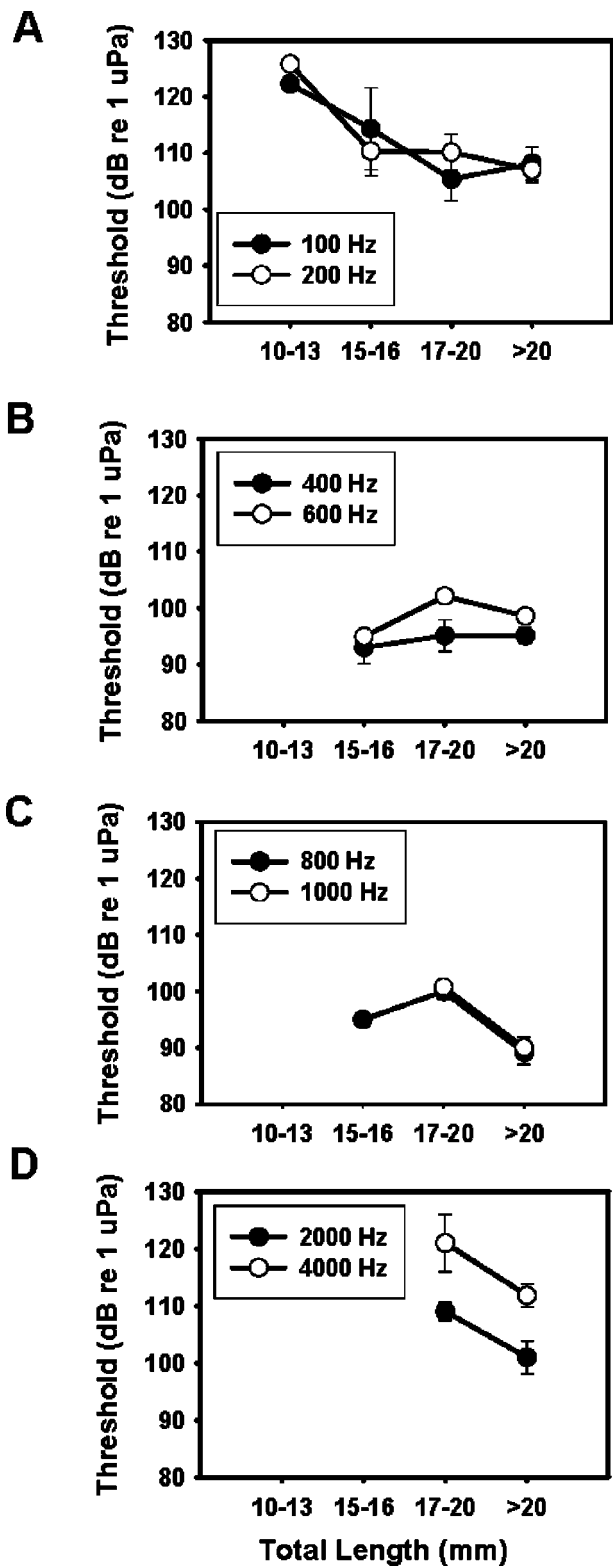 A
Threshold (dB re 1 uPa)
130
120
110
100
90
80
100 Hz
200 Hz
10-13 15-16 17-20 >20
B
Threshold (dB re 1 uPa)
130
120
110
100
90
80
400 Hz
600 Hz
10-13 15-16 17-20 >20
C
Threshold (dB re 1 uPa)
130
120
110
100
90
80
800 Hz
1000 Hz
10-13 15-16 17-20 >20
D
Threshold (dB re 1 uPa)
130
120
110
100
90
80
2000 Hz
4000 Hz
10-13 15-16 17-20 >20
Total Length (mm)